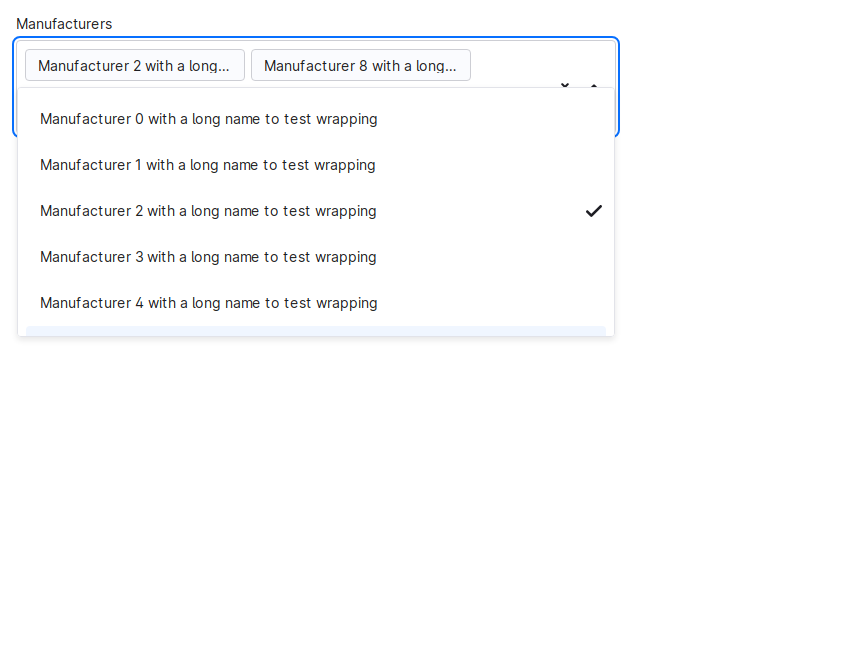 Manufacturers
Manufacturer 2 with a long... Manufacturer 8 with a long...
Manufacturer 0 with a long name to test wrapping
Manufacturer 1 with a long name to test wrapping
Manufacturer 2 with a long name to test wrapping
Manufacturer 3 with a long name to test wrapping
Manufacturer 4 with a long name to test wrapping